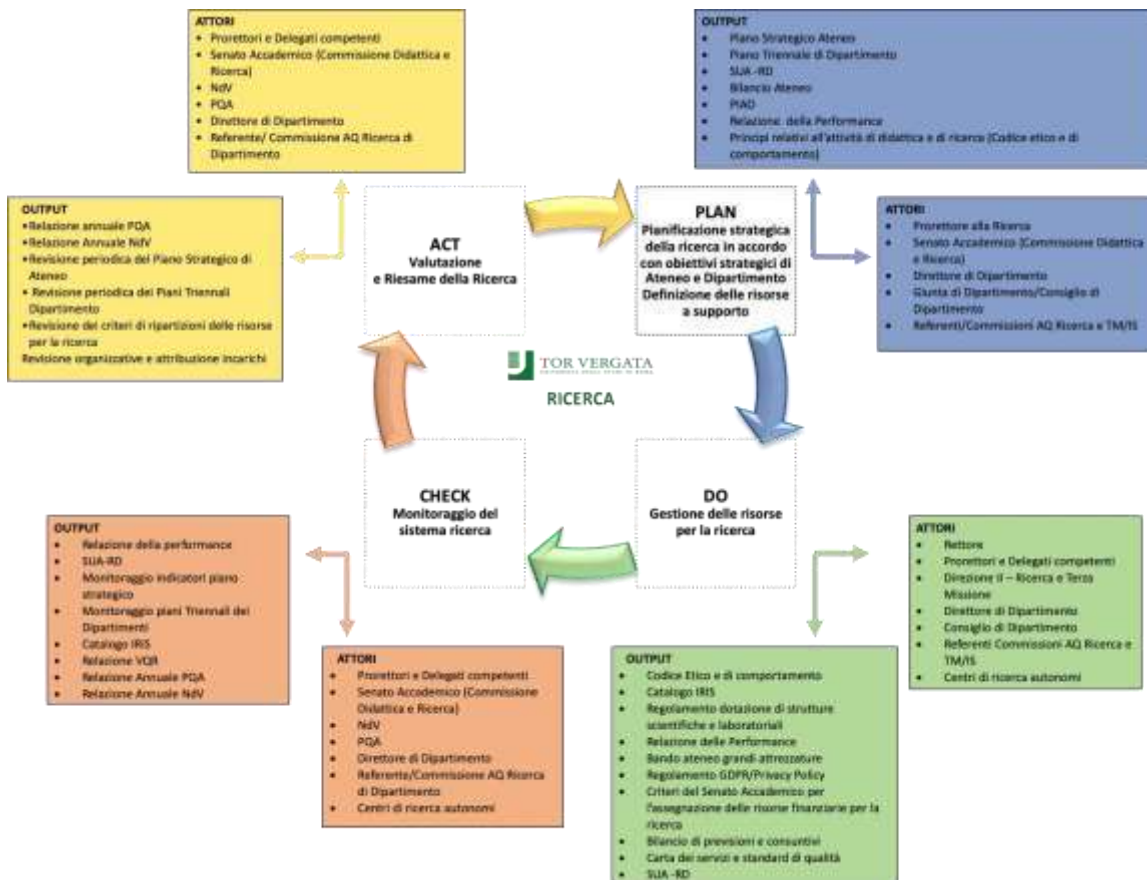 ATTORI
• Prorettori e Delegati competenti
• Senato Accademico (Commissione Didattica e
Ricerca)
• NdV
• PQA
• Direttore di Dipartimento
• Referente/ Commissione AQ Ricerca di
Dipartimento
OUTPUT
• Piano Strategico Ateneo
• Piano Triennale di Dipartimento
• SUA -RD
• Bilancio Ateneo
• PIAO
• Relazione della Performance
• Principi relativi all'attività di didattica e di ricerca (Codice etico e di
comportamento)
OUTPUT
•Relazione annuale PQA
•Relazione Annuale NdV
•Revisione periodica del Piano Strategico di
Ateneo
• Revisione periodica dei Piani Triennali
Dipartimento
•Revisione dei criteri di ripartizioni delle risorse
per la ricerca
Revisione organizzative e attribuzione incarichi
ACT
Valutazione
e Riesame della Ricerca
PLAN
Pianificazione strategica
della ricerca in accordo
con obiettivi strategici di
Ateneo e Dipartimento
Definizione delle risorse
a supporto
ATTORI
• Prorettore alla Ricerca
• Senato Accademico (Commissione Didattica
e Ricerca)
• Direttore di Dipartimento
• Giunta di Dipartimento/Consiglio di
Dipartimento
• Referenti/Commissioni AQ Ricerca e TM/IS
TOR VERGATA
UNIVERSITÀ DEGLI STUDI DI ROMA
RICERCA
CHECK
Monitoraggio del
sistema ricerca
DO
Gestione delle risorse
per la ricerca
OUTPUT
• Relazione della performance
• SUA-RD
• Monitoraggio indicatori piano
strategico
• Monitoraggio piani Triennali dei
Dipartimenti
• Catalogo IRIS
• Relazione VQR
• Relazione Annuale PQA
• Relazione Annuale NdV
ATTORI
• Prorettori e Delegati competenti
• Senato Accademico (Commissione
Didattica e Ricerca)
• NdV
• PQA
• Direttore di Dipartimento
• Referente/Commissione AQ Ricerca
di Dipartimento
• Centri di ricerca autonomi
OUTPUT
• Codice Etico e di comportamento
• Catalogo IRIS
• Regolamento dotazione di strutture
scientifiche e laboratoriali
• Relazione delle Performance
• Bando ateneo grandi attrezzature
• Regolamento GDPR/Privacy Policy
• Criteri del Senato Accademico per
l'assegnazione delle risorse finanziarie per la
ricerca
• Bilancio di previsioni e consuntivi
• Carta dei servizi e standard di qualità
• SUA -RD
ATTORI
• Rettore
• Prorettori e Delegati competenti
• Direzione II – Ricerca e Terza
Missione
• Direttore di Dipartimento
• Consiglio di Dipartimento
• Referenti Commissioni AQ Ricerca e
TM/IS
• Centri di ricerca autonomi